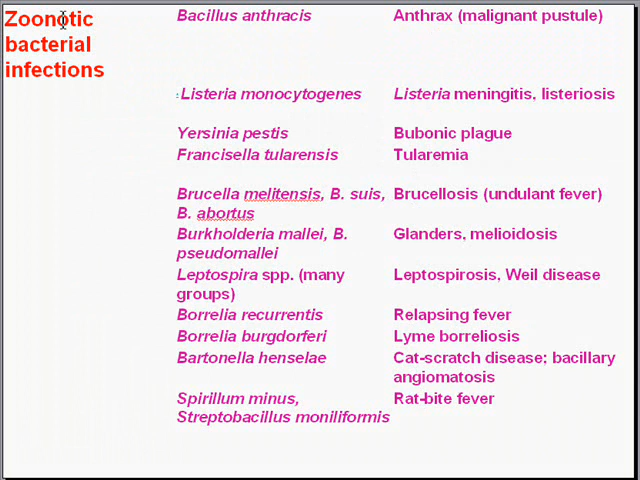 Zoonotic
bacterial
infections
Bacillus anthracis
Anthrax (malignant pustule)
Listeria monocytogenes
Listeria meningitis, listeriosis
Yersinia pestis
Bubonic plague
Francisella tularensis
Tularemia
Brucella melitensis, B. suis,
B. abortus
Brucellosis (undulant fever)
Burkholderia mallei, B.
pseudomallei
Glanders, melioidosis
Leptospira spp. (many
groups)
Leptospirosis, Weil disease
Borrelia recurrentis
Relapsing fever
Borrelia burgdorferi
Lyme borreliosis
Bartonella henselae
Cat-scratch disease; bacillary
angiomatosis
Spirillum minus,
Streptobacillus moniliformis
Rat-bite fever